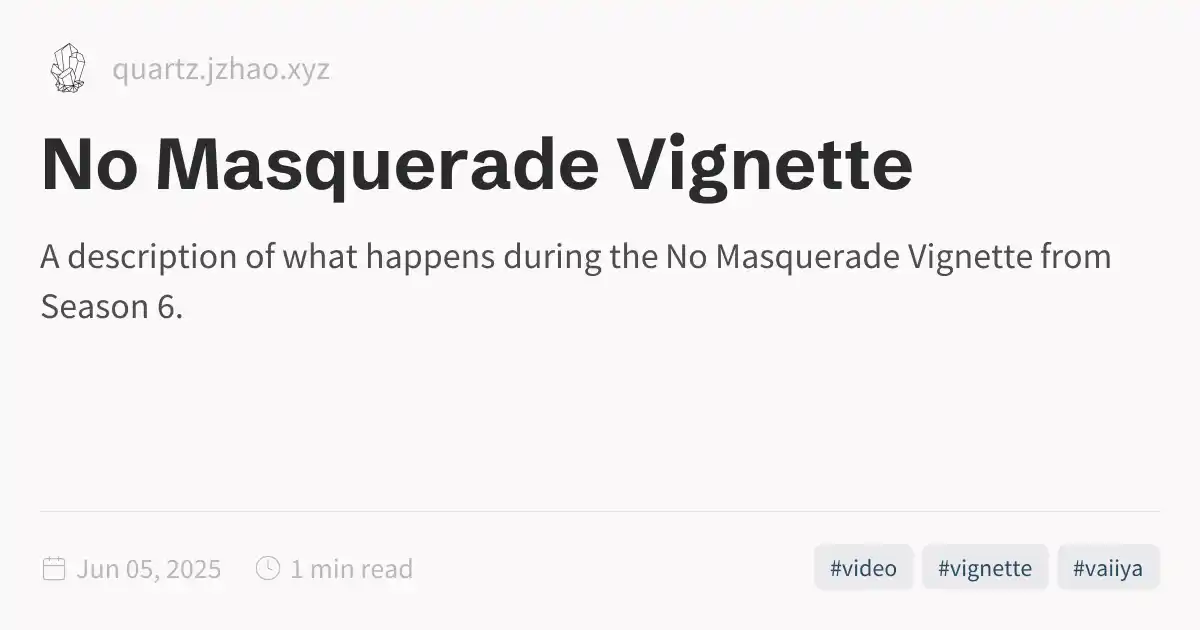 quartz.jzhao.xyz
No Masquerade Vignette
A description of what happens during the No Masquerade Vignette from
Season 6.
Jun 05, 2025 1 min read #video #vignette #vaiiya